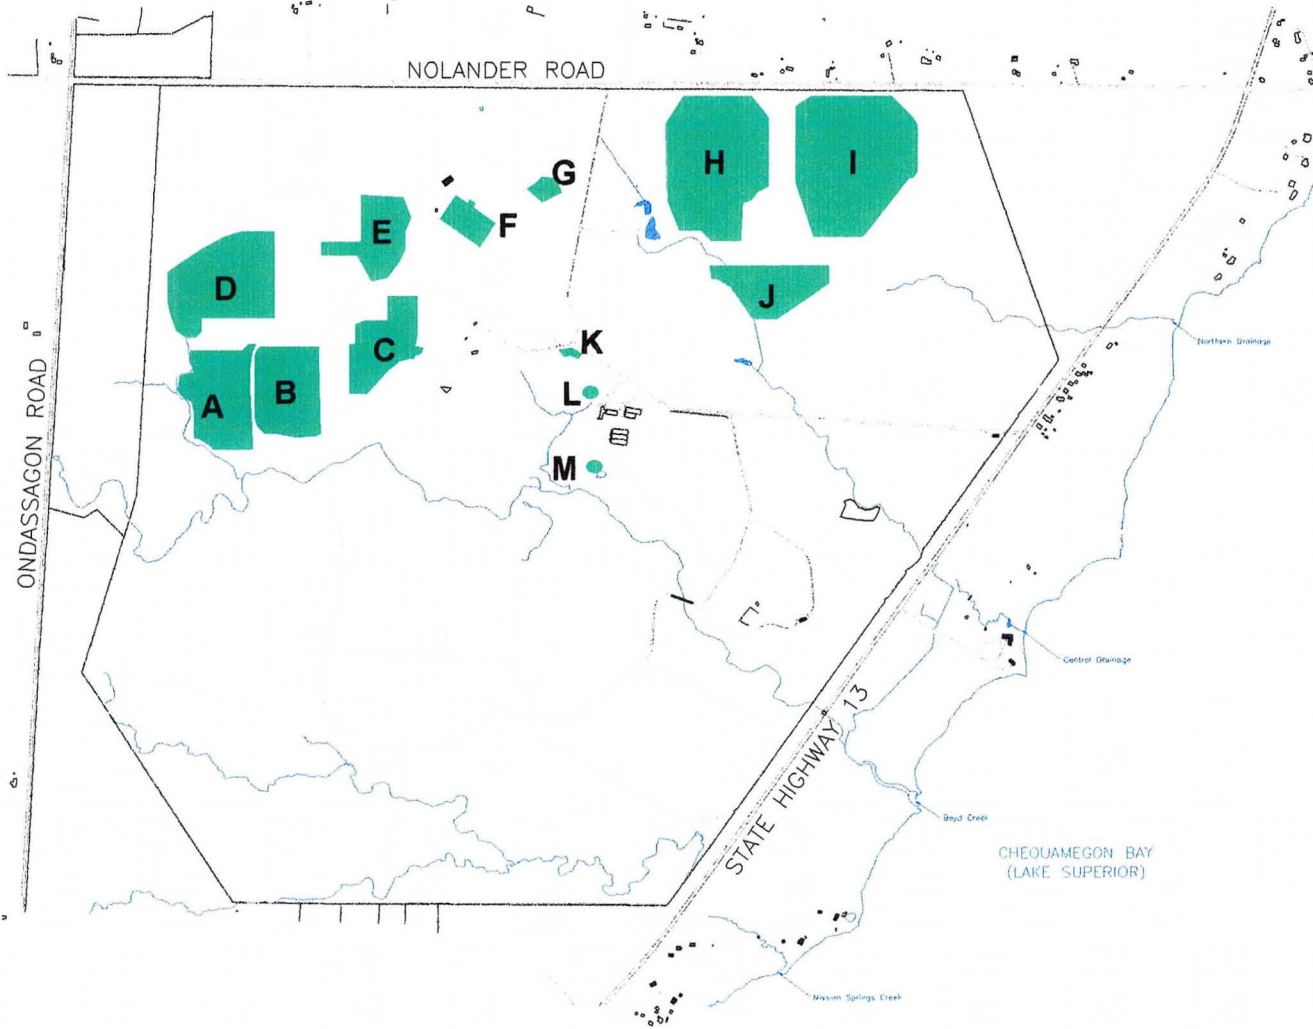 NOLANDER ROAD
H
I
G
E
F
D
J
Northern Drainage
K
C
L
B
A
ONDASSAGON ROAD
M
Central Drainage
STATE HIGHWAY 13
Boyd Creek
CHEQUAMEGON BAY
(LAKE SUPERIOR)
Mission Springs Creek